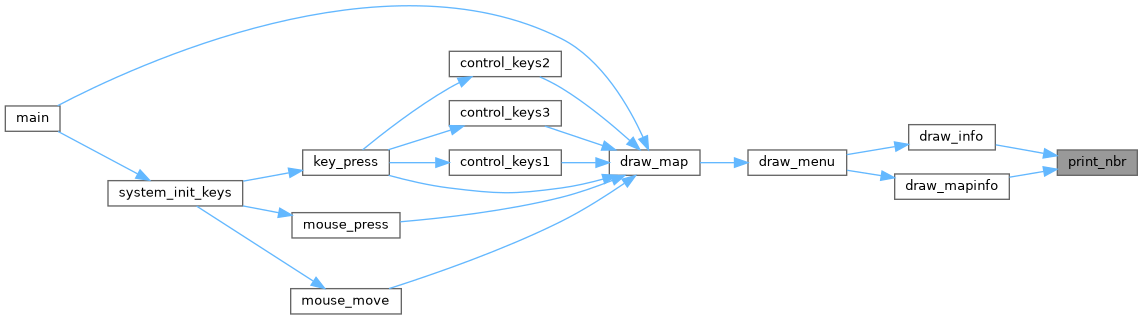 main
system_init_keys
key_press
mouse_press
mouse_move
control_keys2
control_keys3
control_keys1
draw_map
draw_menu
draw_info
draw_mapinfo
print_nbr